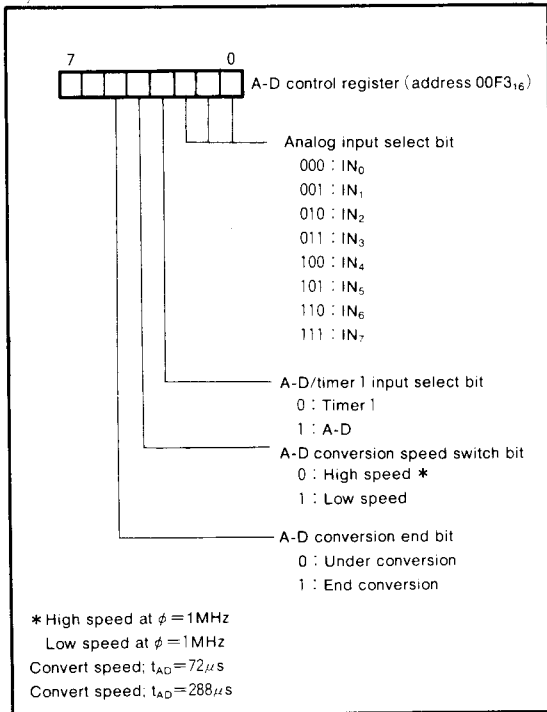 7 0
A-D control register (address 00F3₁₆)
Analog input select bit
000 : IN₀
001 : IN₁
010 : IN₂
011 : IN₃
100 : IN₄
101 : IN₅
110 : IN₆
111 : IN₇
A-D/timer 1 input select bit
0 : Timer 1
1 : A-D
A-D conversion speed switch bit
0 : High speed *
1 : Low speed
A-D conversion end bit
0 : Under conversion
1 : End conversion
* High speed at φ = 1MHz
Low speed at φ = 1MHz
Convert speed; tAD = 72μs
Convert speed; tAD = 288μs